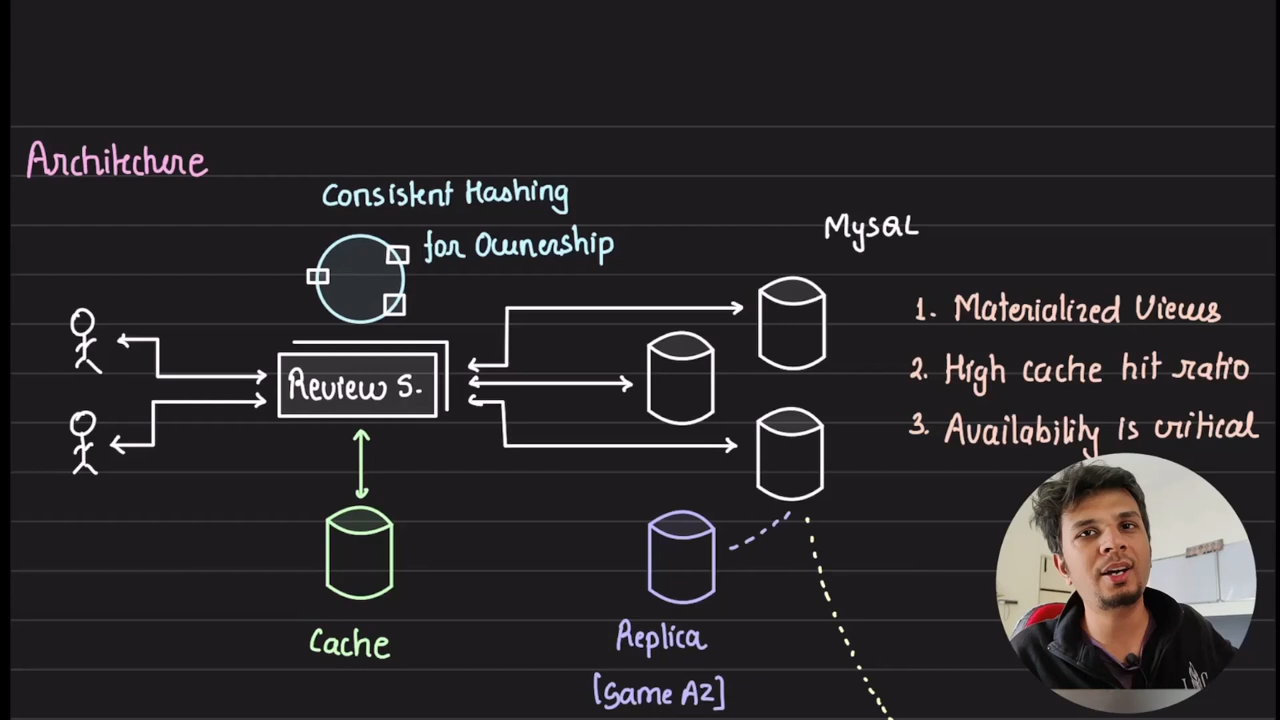 Architecture
Consistent Hashing
for Ownership
MySQL
1. Materialized Views
2. High cache hit ratio
3. Availability is critical
Review S.
Cache
Replica
[Same AZ]